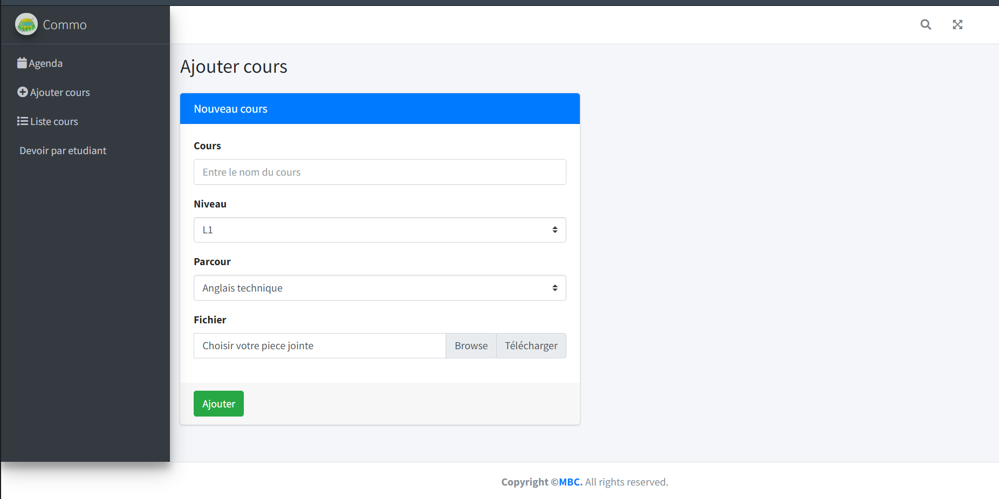 Commo
Agenda
Ajouter cours
Liste cours
Devoir par etudiant
Ajouter cours
Nouveau cours
Cours
Entre le nom du cours
Niveau
L1
Parcour
Anglais technique
Fichier
Choisir votre piece jointe Browse Télécharger
Ajouter
Copyright ©MBC. All rights reserved.